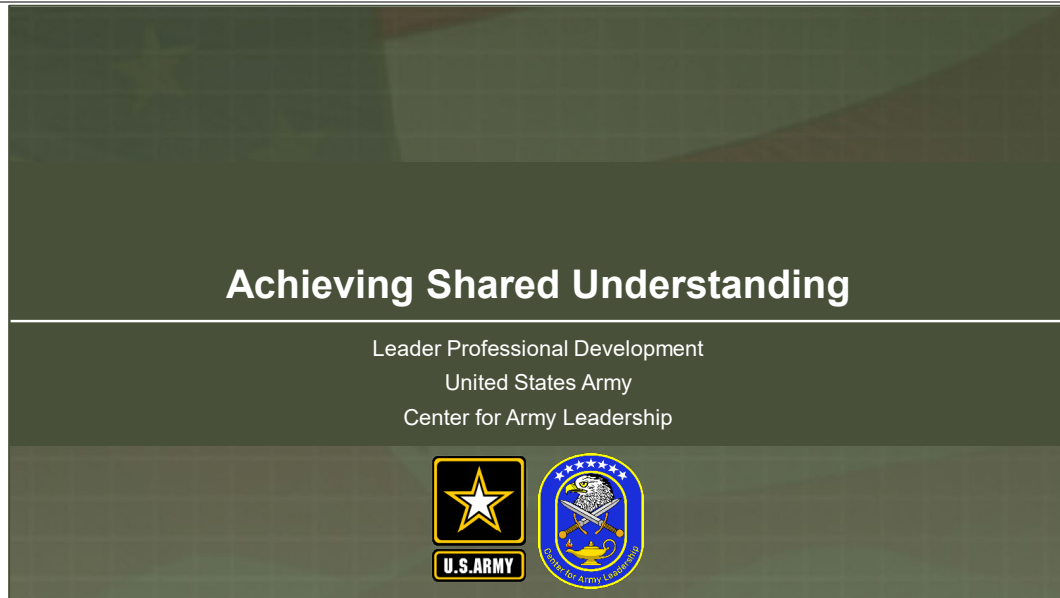 Achieving Shared Understanding
Leader Professional Development
United States Army
Center for Army Leadership
U.S.ARMY
Center for Army Leadership